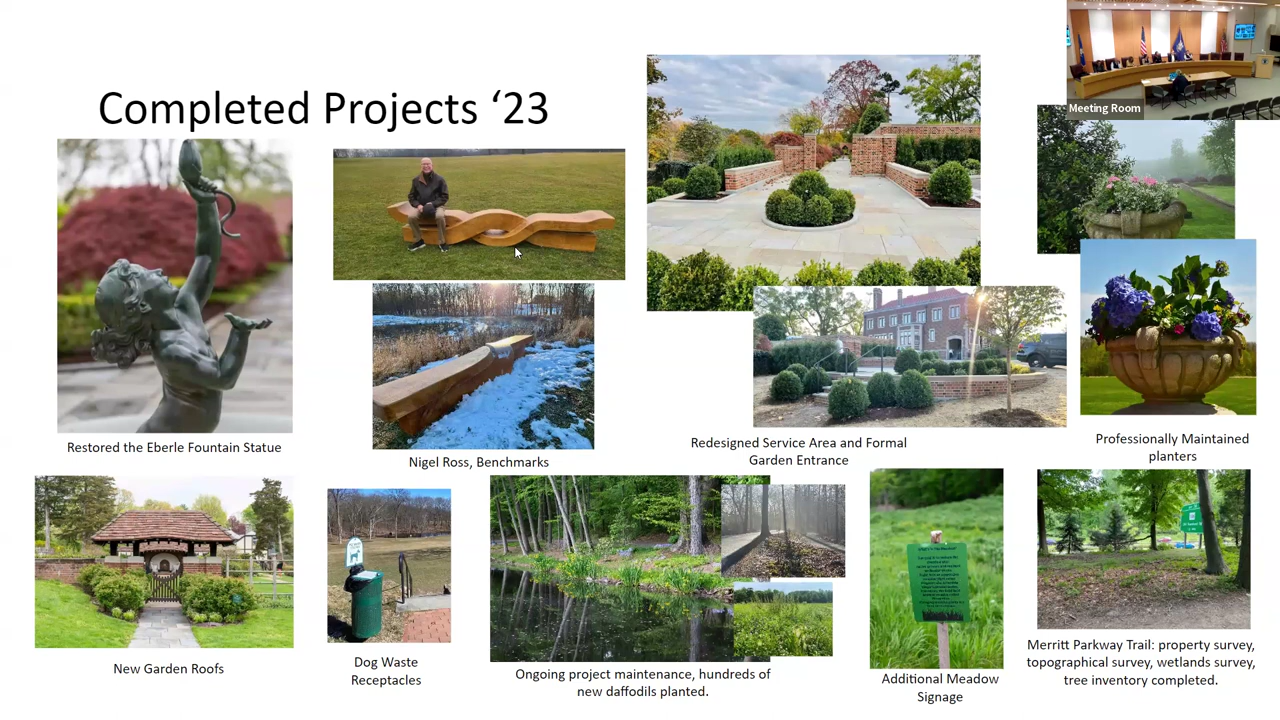 Meeting Room
Completed Projects ‘23
Restored the Eberle Fountain Statue
Nigel Ross, Benchmarks
Redesigned Service Area and Formal
Garden Entrance
Professionally Maintained
planters
New Garden Roofs
Dog Waste
Receptacles
Ongoing project maintenance, hundreds of
new daffodils planted.
Additional Meadow
Signage
Merritt Parkway Trail: property survey,
topographical survey, wetlands survey,
tree inventory completed.